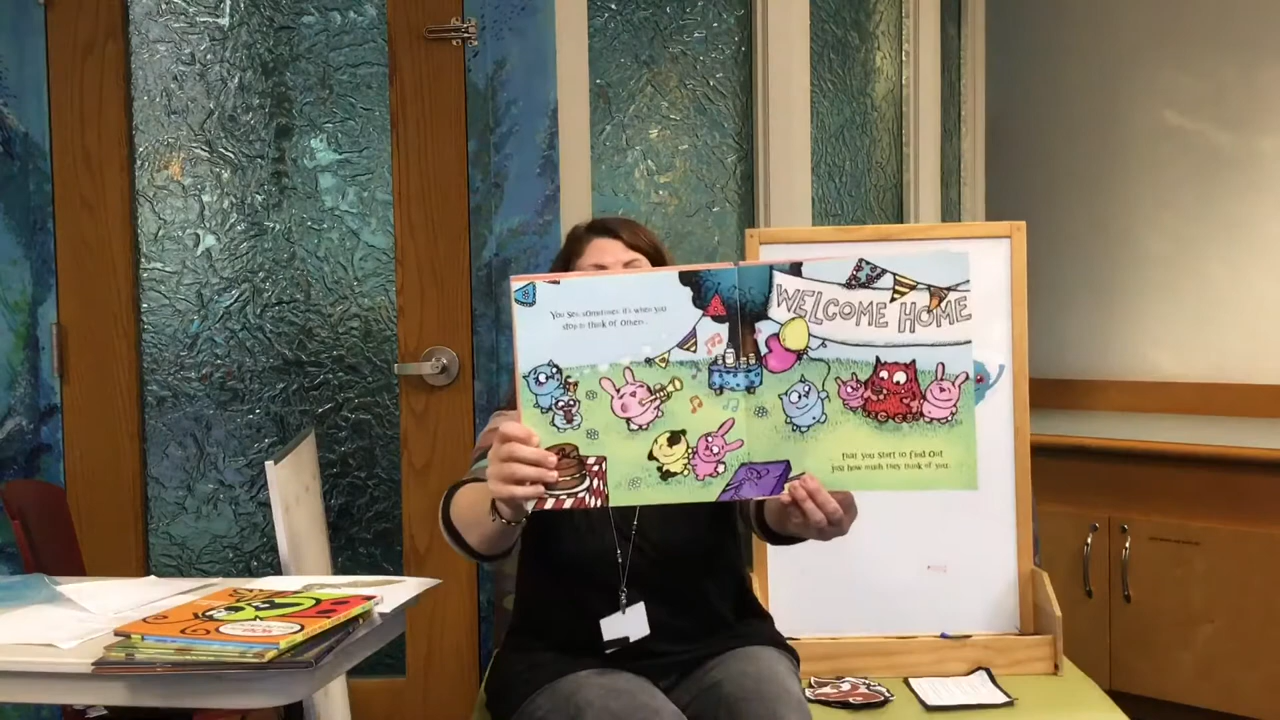 You see, sometimes it's when you
stop to think of others...
WELCOME HOME
...that you start to find out
just how much they think of you.